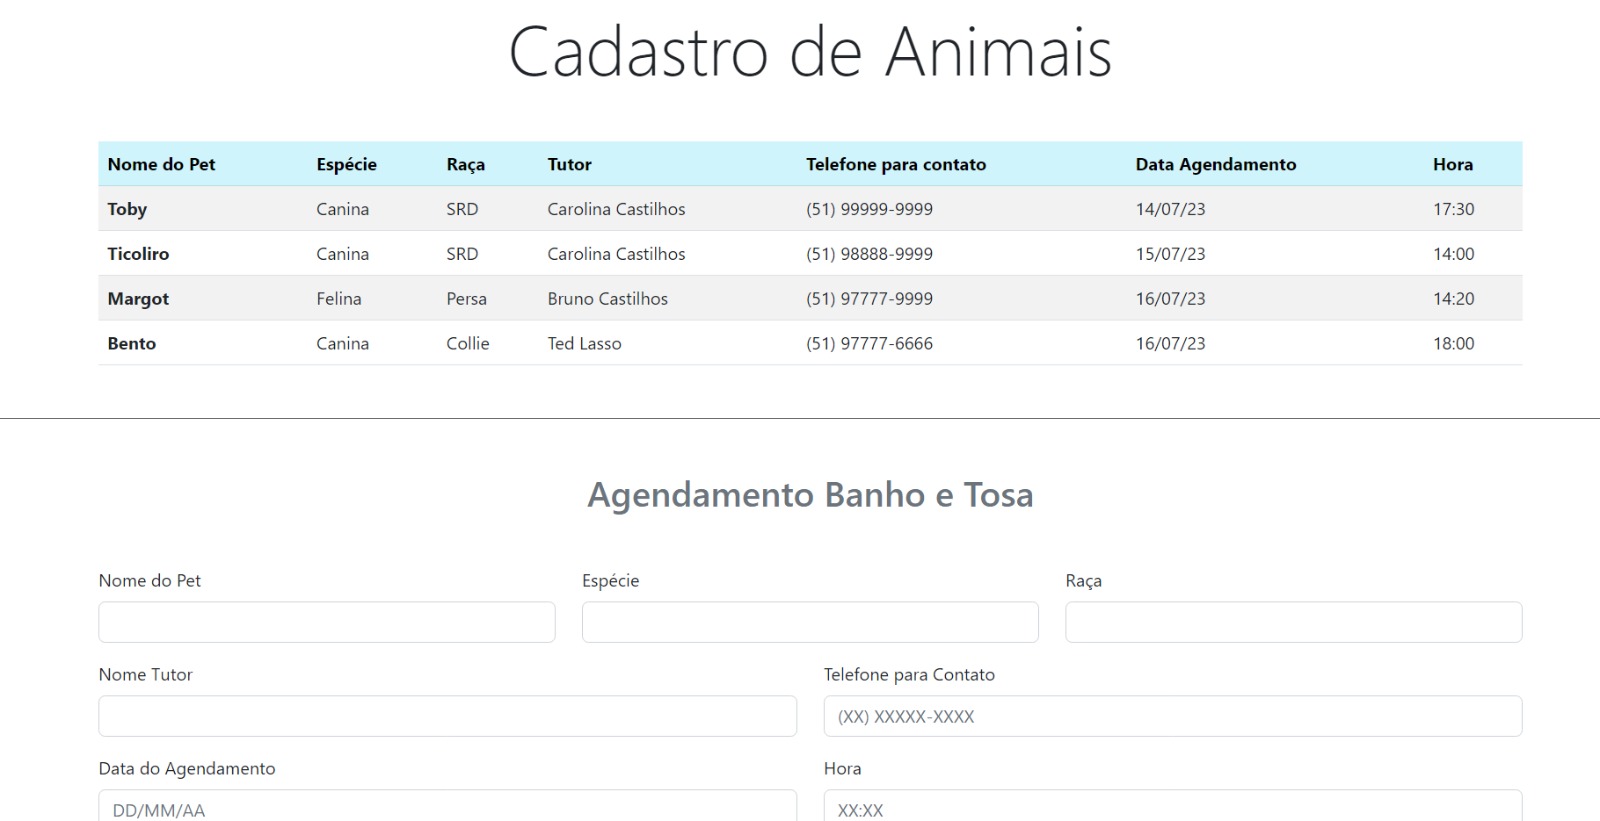 Cadastro de Animais
Nome do Pet Espécie Raça Tutor Telefone para contato Data Agendamento Hora
Toby Canina SRD Carolina Castilhos (51) 99999-9999 14/07/23 17:30
Ticoliro Canina SRD Carolina Castilhos (51) 98888-9999 15/07/23 14:00
Margot Felina Persa Bruno Castilhos (51) 97777-9999 16/07/23 14:20
Bento Canina Collie Ted Lasso (51) 97777-6666 16/07/23 18:00
Agendamento Banho e Tosa
Nome do Pet Espécie Raça
Nome Tutor Telefone para Contato
(XX) XXXXX-XXXX
Data do Agendamento Hora
DD/MM/AA XX:XX